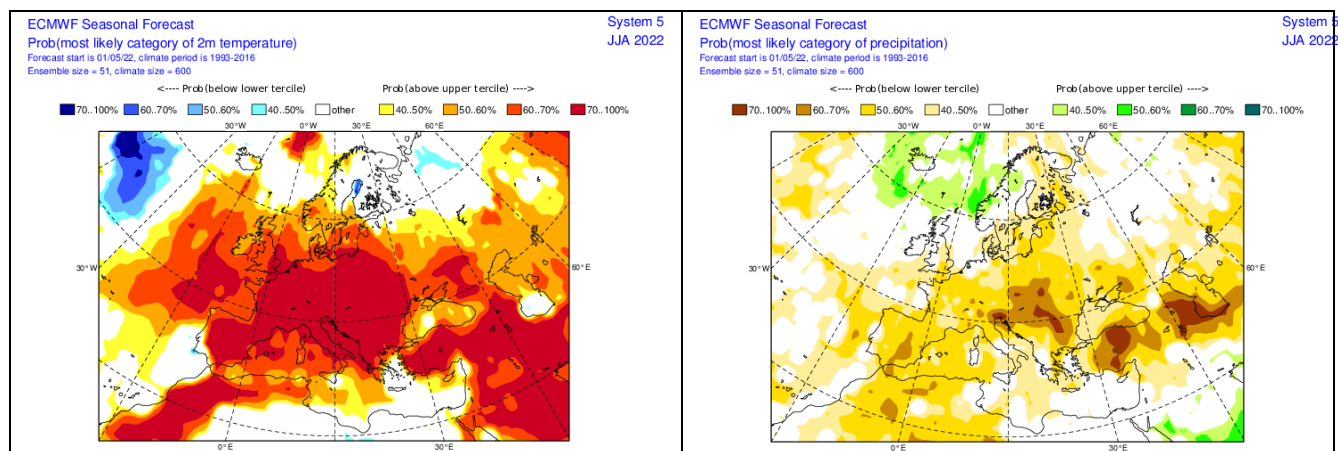 ECMWF Seasonal Forecast
System 5
Prob(most likely category of 2m temperature)
JJA 2022
Forecast start is 01/05/22, climate period is 1993-2016
Ensemble size = 51, climate size = 600
<---- Prob(below lower tercile)
Prob(above upper tercile) ---->
70..100%
60..70%
50..60%
40..50%
other
40..50%
50..60%
60..70%
70..100%
30°W
0°W
30°E
60°E
30°W
60°E
0°E
30°E
ECMWF Seasonal Forecast
System 5
Prob(most likely category of precipitation)
JJA 2022
Forecast start is 01/05/22, climate period is 1993-2016
Ensemble size = 51, climate size = 600
<---- Prob(below lower tercile)
Prob(above upper tercile) ---->
70..100%
60..70%
50..60%
40..50%
other
40..50%
50..60%
60..70%
70..100%
30°W
0°W
30°E
60°E
30°W
60°E
0°E
30°E